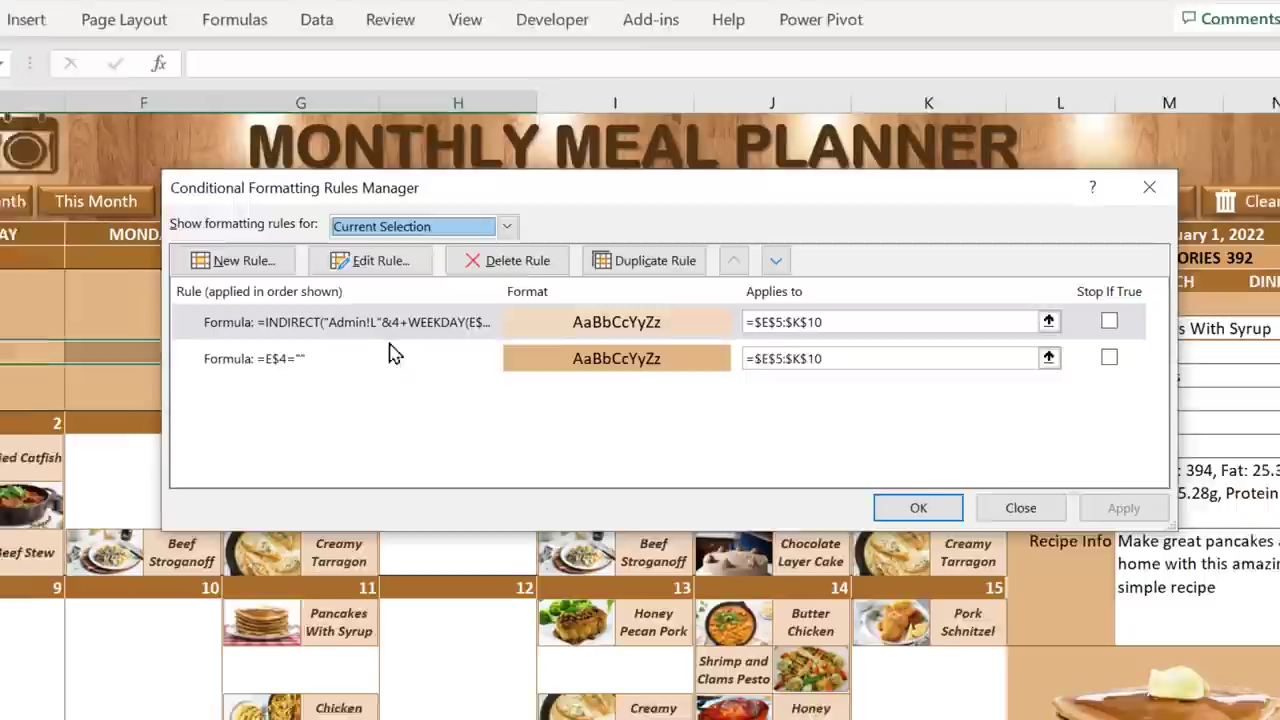 Insert Page Layout Formulas Data Review View Developer Add-ins Help Power Pivot Comments
fx
F G H I J K L M N
MONTHLY MEAL PLANNER
This Month
Clear
MOND
uary 1, 2022
ORIES 392
CH DIN
Conditional Formatting Rules Manager ?
Show formatting rules for: Current Selection
New Rule... Edit Rule... Delete Rule Duplicate Rule
Rule (applied in order shown) Format Applies to Stop If True
Formula: =INDIRECT("Admin!L"&4+WEEKDAY(E$... AaBbCcYyZz =$E$5:$K$10
Formula: =E$4="" AaBbCcYyZz =$E$5:$K$10
OK Close Apply
s With Syrup
: 394, Fat: 25.3
5.28g, Protein
2
ied Catfish
Beef Stew
Beef
Stroganoff
Creamy
Tarragon
Beef
Stroganoff
Chocolate
Layer Cake
Creamy
Tarragon
Recipe Info
Make great pancakes a
home with this amazin
simple recipe
9 10 11 12 13 14 15
Pancakes
With Syrup
Honey
Pecan Pork
Butter
Chicken
Pork
Schnitzel
Shrimp and
Clams Pesto
Chicken
Creamy
Honey